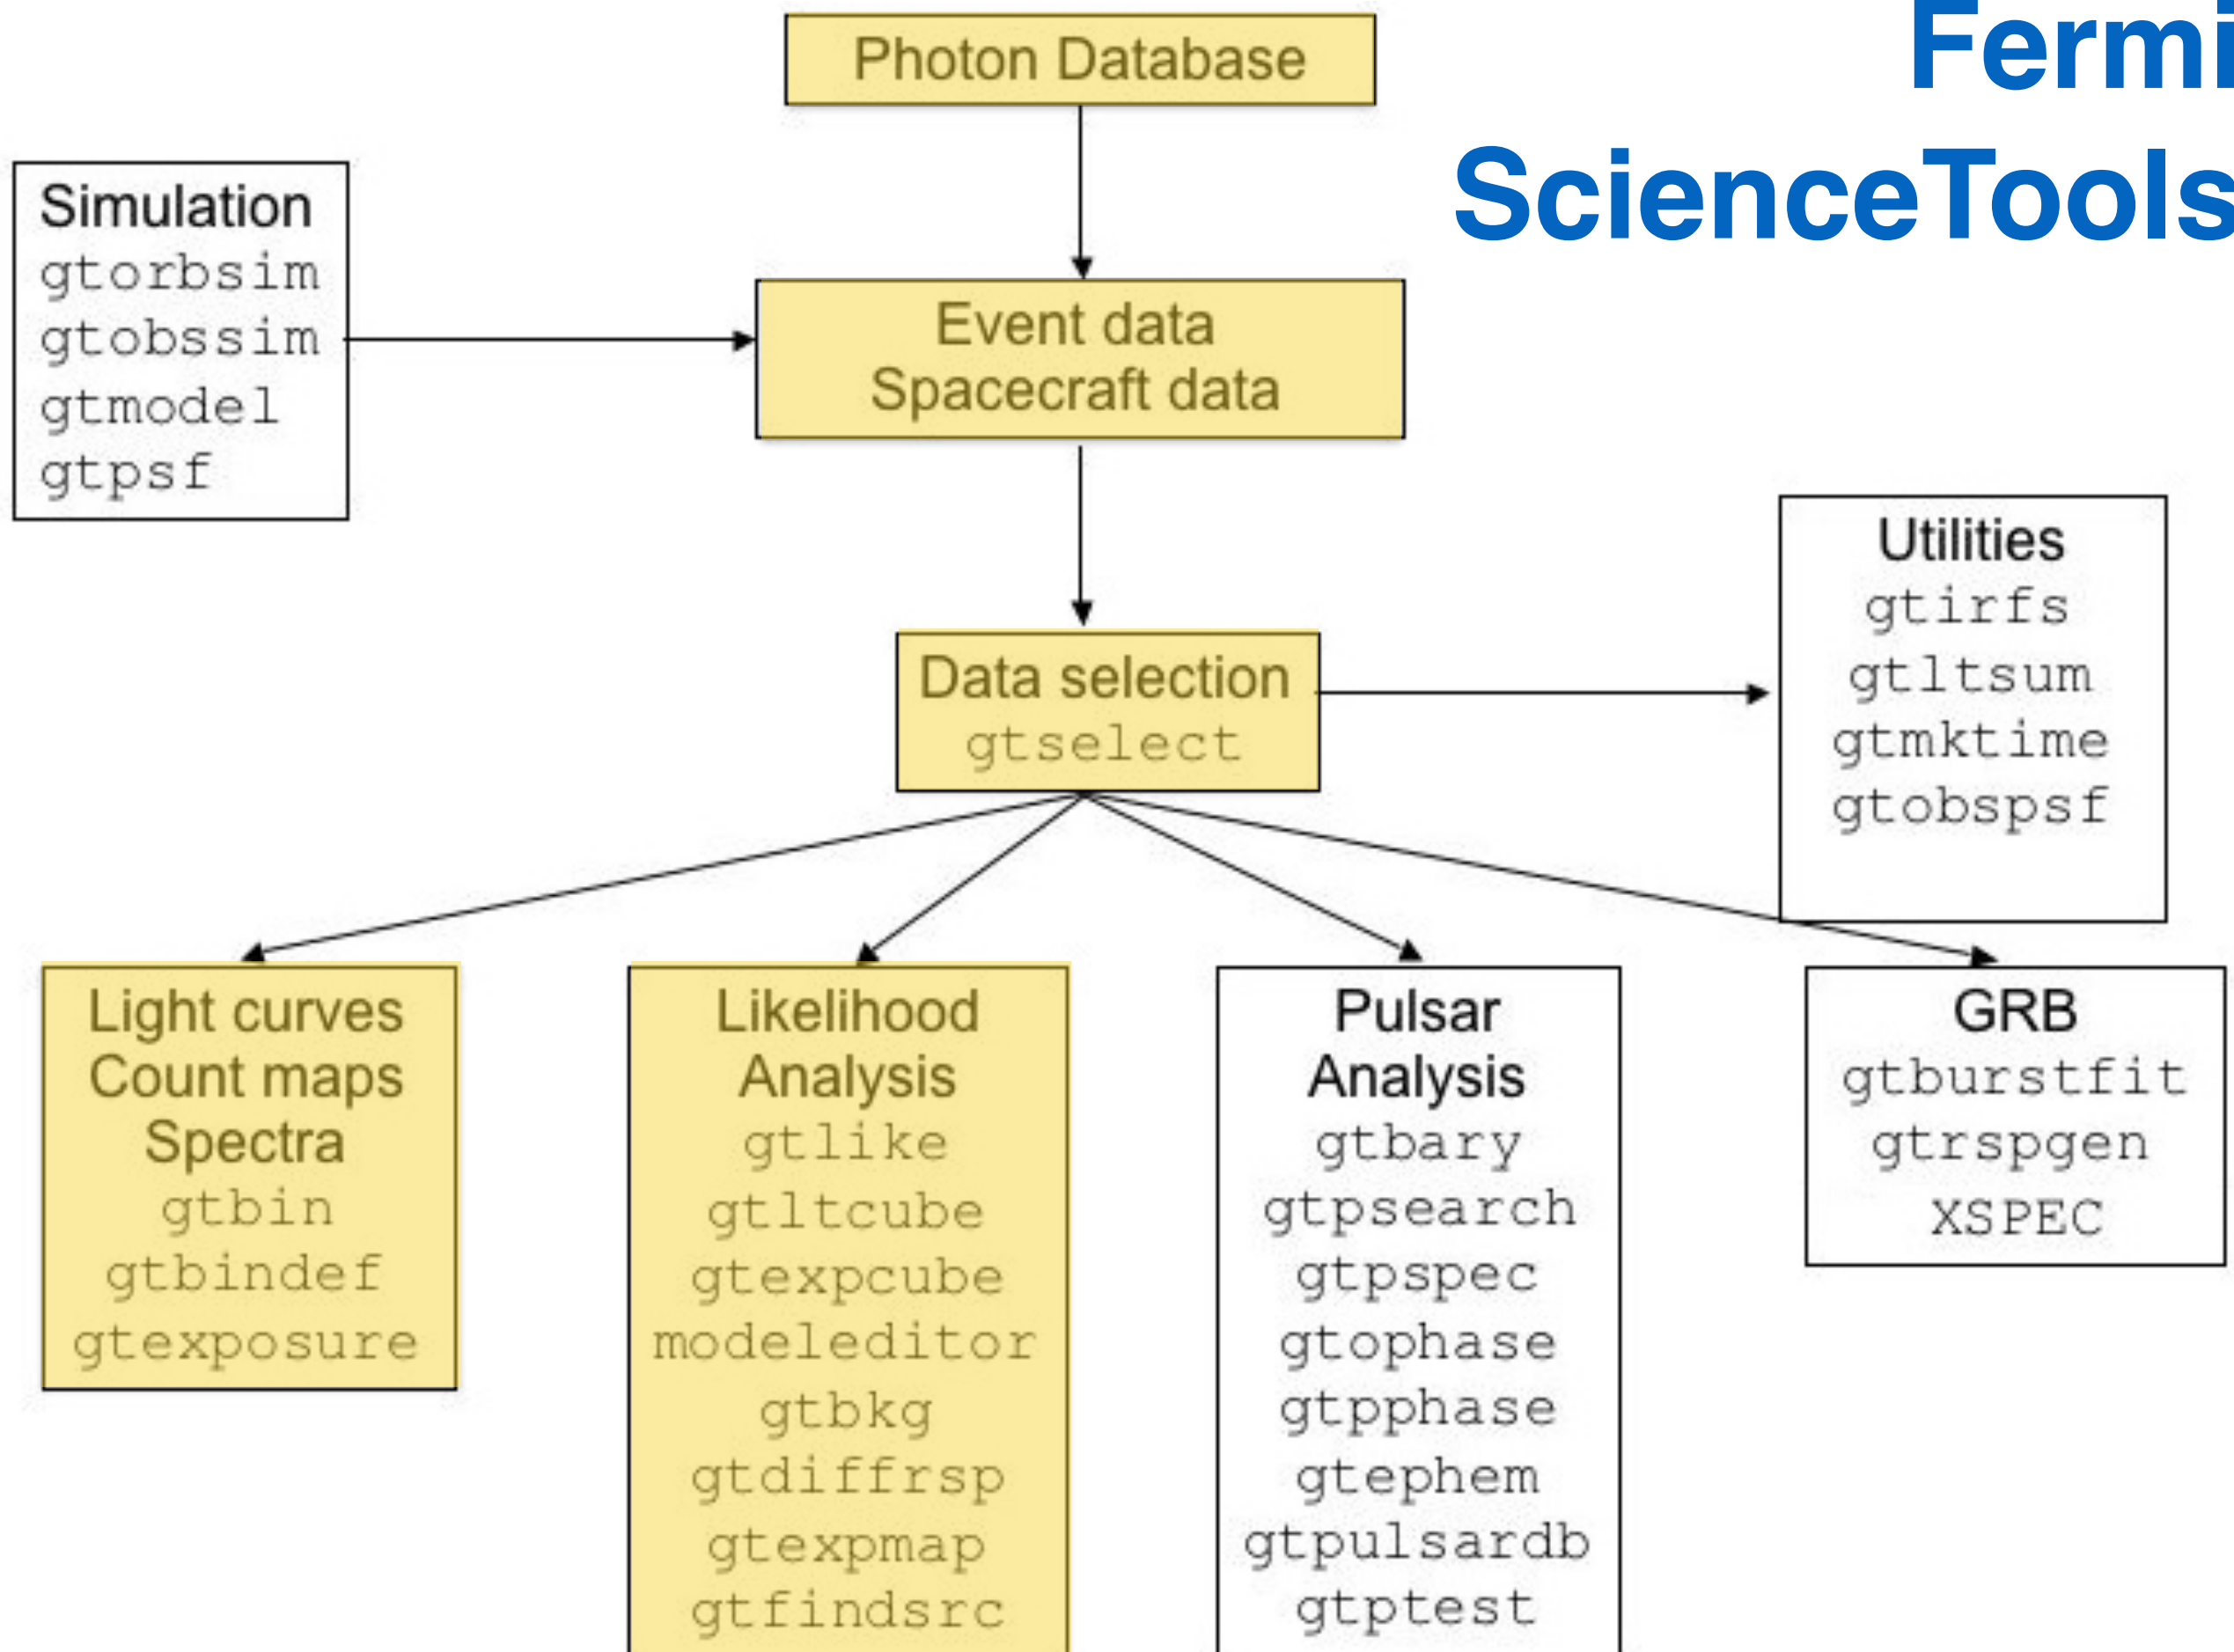 Fermi
ScienceTools
Photon Database
Simulation
gtorbsim
gtobssim
gtmodel
gtpsf
Event data
Spacecraft data
Utilities
gtirfs
gtltsum
gtmktime
gtobspsf
Data selection
gtselect
Light curves
Count maps
Spectra
gtbin
gtbindef
gtexposure
Likelihood
Analysis
gtlike
gtltcube
gtexpcube
modeleditor
gtbkg
gtdiffrsp
gtexpmap
gtfindsrc
Pulsar
Analysis
gtbary
gtpsearch
gtpspec
gtophase
gtpphase
gtephem
gtpulsardb
gtptest
GRB
gtburstfit
gtrspgen
XSPEC